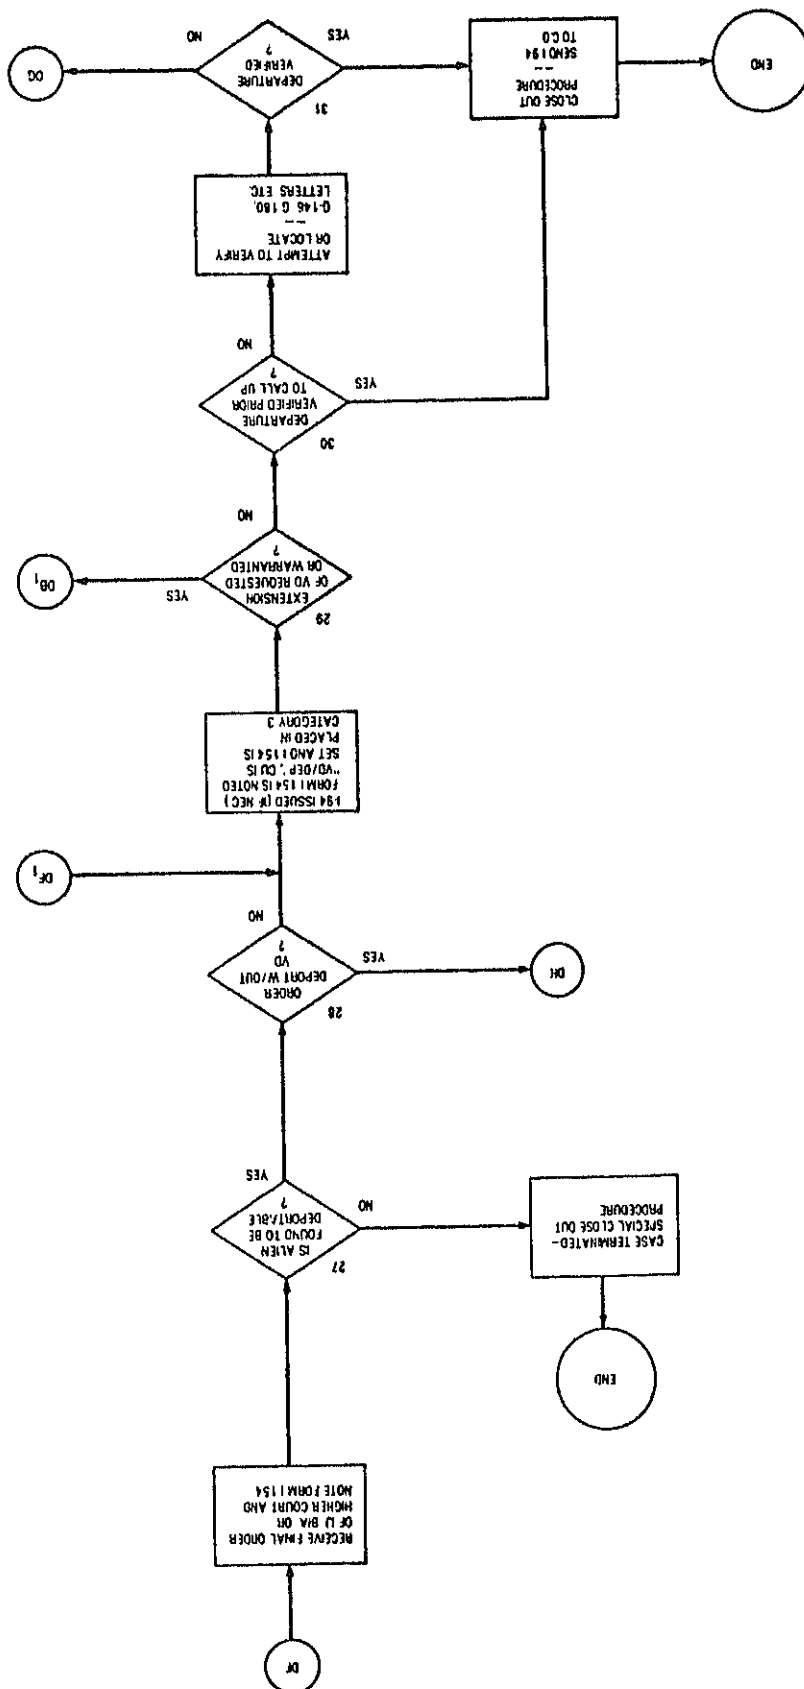 DF
RECEIVE FINAL ORDER
OF IJ BIA OR
HIGHER COURT AND
NOTE FORM I 154
END
27
IS ALIEN
FOUND TO BE
DEPORTABLE
?
NO
YES
CASE TERMINATED-
SPECIAL CLOSE OUT
PROCEDURE
28
ORDER
DEPORT W/OUT
VD
?
YES
NO
DH
DF1
I-94 ISSUED (IF NEC)
FORM I 154 IS NOTED
"VD/DEP", CU IS
SET AND I 154 IS
PLACED IN
CATEGORY 3
29
EXTENSION
OF VD REQUESTED
OR WARRANTED
?
YES
NO
DB1
30
DEPARTURE
VERIFIED PRIOR
TO CALL UP
?
YES
NO
ATTEMPT TO VERIFY
OR LOCATE
--
G-146 G 180,
LETTERS ETC.
31
DEPARTURE
VERIFIED
?
YES
NO
DG
CLOSE OUT
PROCEDURE
--
SEND I 94
TO C.O
END